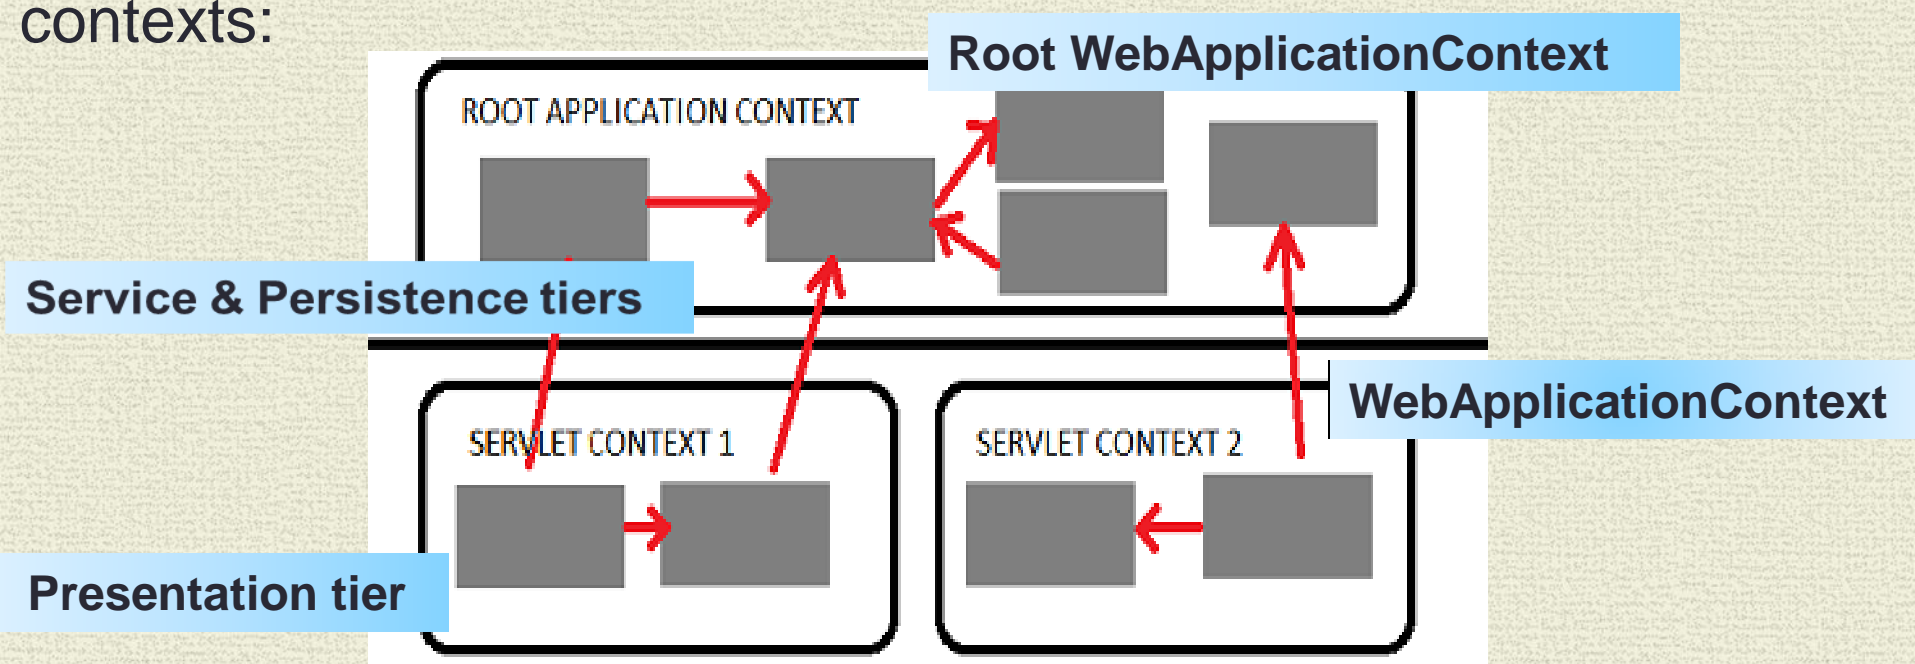 contexts:
Root WebApplicationContext
ROOT APPLICATION CONTEXT
Service & Persistence tiers
WebApplicationContext
SERVLET CONTEXT 1
SERVLET CONTEXT 2
Presentation tier